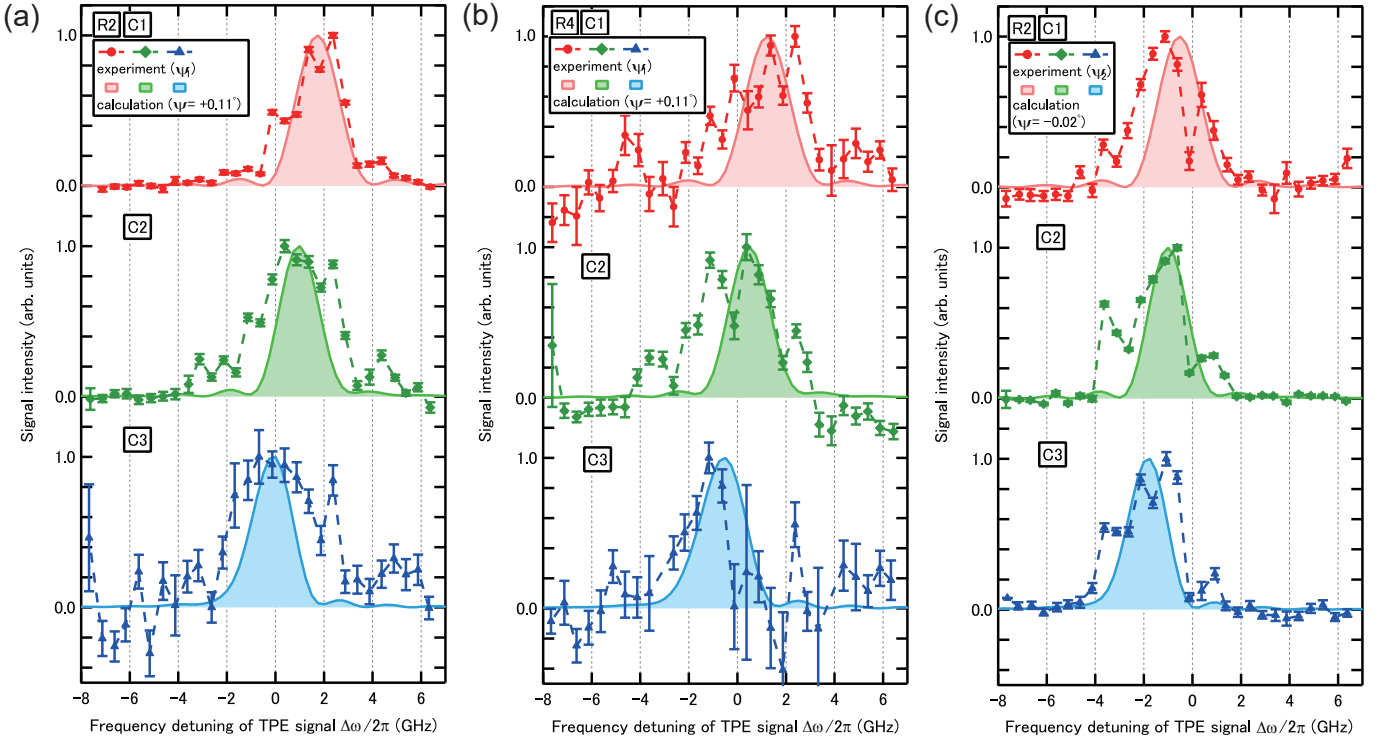 (a)
R2 C1
experiment (ψ₁)
calculation (ψ= +0.11°)
1.0
0.0
C2
1.0
0.0
C3
1.0
0.0
Signal intensity (arb. units)
-8 -6 -4 -2 0 2 4 6
Frequency detuning of TPE signal Δω/2π (GHz)
(b)
R4 C1
experiment (ψ₁)
calculation (ψ= +0.11°)
1.0
0.0
C2
1.0
0.0
C3
1.0
0.0
Signal intensity (arb. units)
-8 -6 -4 -2 0 2 4 6
Frequency detuning of TPE signal Δω/2π (GHz)
(c)
R2 C1
experiment (ψ₂)
calculation
(ψ= -0.02°)
1.0
0.0
C2
1.0
0.0
C3
1.0
0.0
Signal intensity (arb. units)
-8 -6 -4 -2 0 2 4 6
Frequency detuning of TPE signal Δω/2π (GHz)